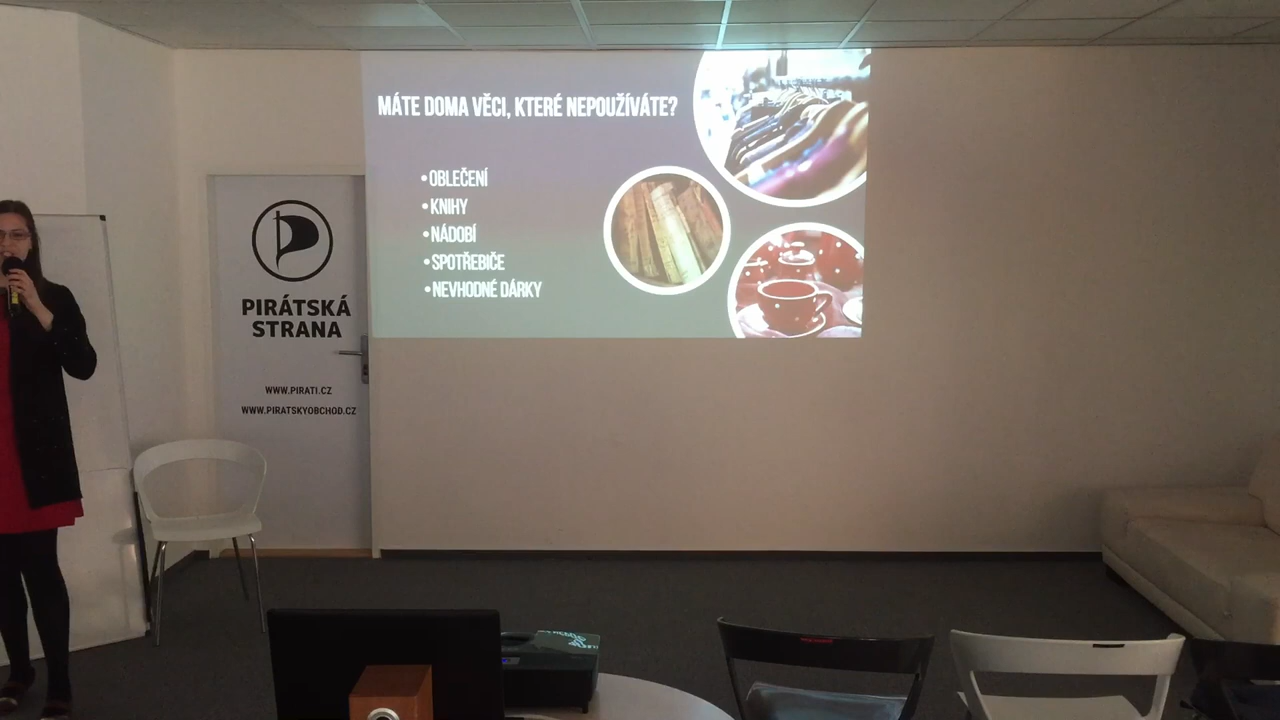 MÁTE DOMA VĚCI, KTERÉ NEPOUŽÍVÁTE?
•OBLEČENÍ
•KNIHY
•NÁDOBÍ
•SPOTŘEBIČE
•NEVHODNÉ DÁRKY
PIRÁTSKÁ
STRANA
WWW.PIRATI.CZ
WWW.PIRATSKYOBCHOD.CZ